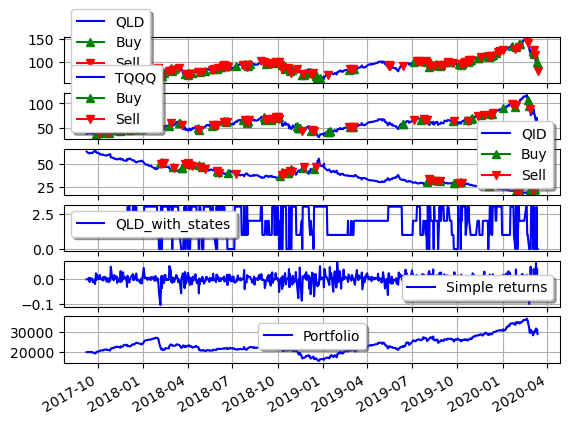 QLD
Buy
Sell
150
100
TQQQ
Buy
Sell
100
50
QID
Buy
Sell
50
25
QLD_with_states
2.5
0.0
Simple returns
0.0
-0.1
Portfolio
30000
20000
2017-10
2018-01
2018-04
2018-07
2018-10
2019-01
2019-04
2019-07
2019-10
2020-01
2020-04